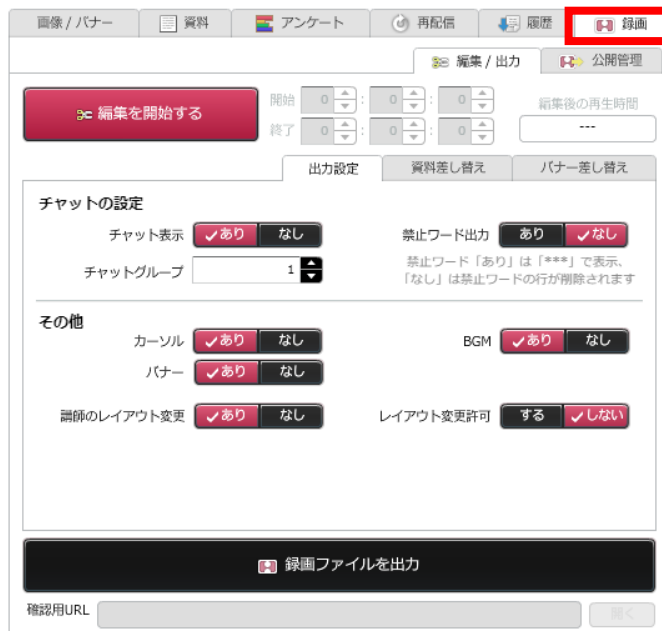 画像 / バナー 資料 アンケート 再配信 履歴 録画
編集 / 出力 公開管理
編集を開始する
開始 0 : 0 : 0
終了 0 : 0 : 0
編集後の再生時間
---
出力設定 資料差し替え バナー差し替え
チャットの設定
チャット表示 ✓あり なし
禁止ワード出力 あり ✓なし
チャットグループ 1
禁止ワード「あり」は「***」で表示、
「なし」は禁止ワードの行が削除されます
その他
カーソル ✓あり なし
BGM ✓あり なし
バナー ✓あり なし
講師のレイアウト変更 ✓あり なし
レイアウト変更許可 する ✓しない
録画ファイルを出力
確認用URL 開く